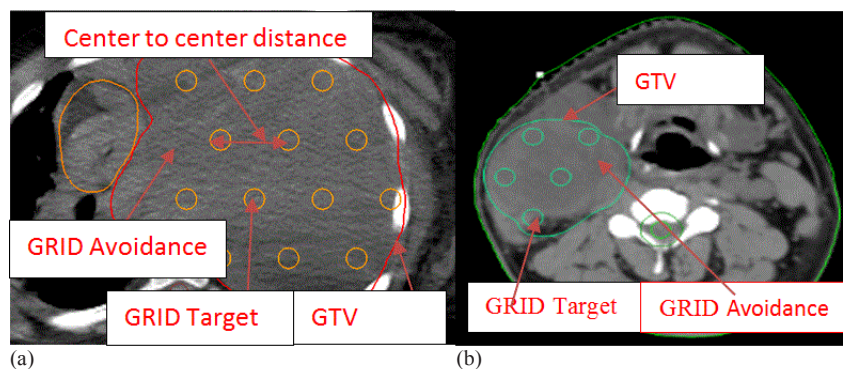 Center to center distance
GRID Avoidance
GRID Target
GTV
(a)
GTV
GRID Target
GRID Avoidance
(b)